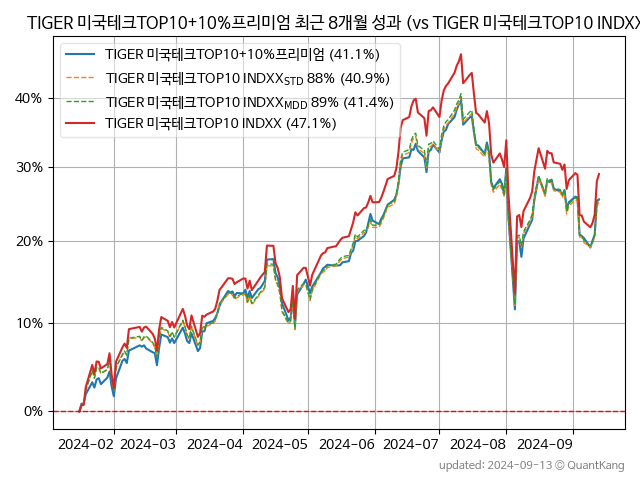 TIGER 미국테크TOP10+10%프리미엄 최근 8개월 성과 (vs TIGER 미국테크TOP10 INDXX
TIGER 미국테크TOP10+10%프리미엄 (41.1%)
TIGER 미국테크TOP10 INDXXSTD 88% (40.9%)
TIGER 미국테크TOP10 INDXXMDD 89% (41.4%)
TIGER 미국테크TOP10 INDXX (47.1%)
40%
30%
20%
10%
0%
2024-02 2024-03 2024-04 2024-05 2024-06 2024-07 2024-08 2024-09
updated: 2024-09-13 © QuantKang